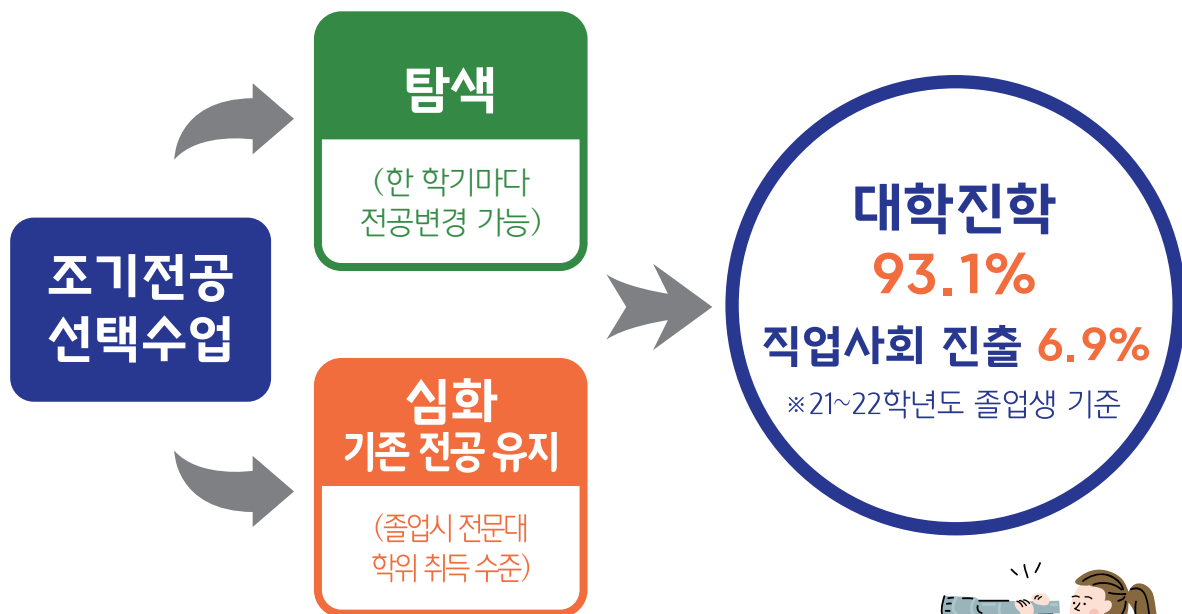 조기전공
선택수업
탐색
(한 학기마다
전공변경 가능)
심화
기존 전공 유지
(졸업시 전문대
학위 취득 수준)
대학진학
93.1%
직업사회 진출 6.9%
※21~22학년도 졸업생 기준